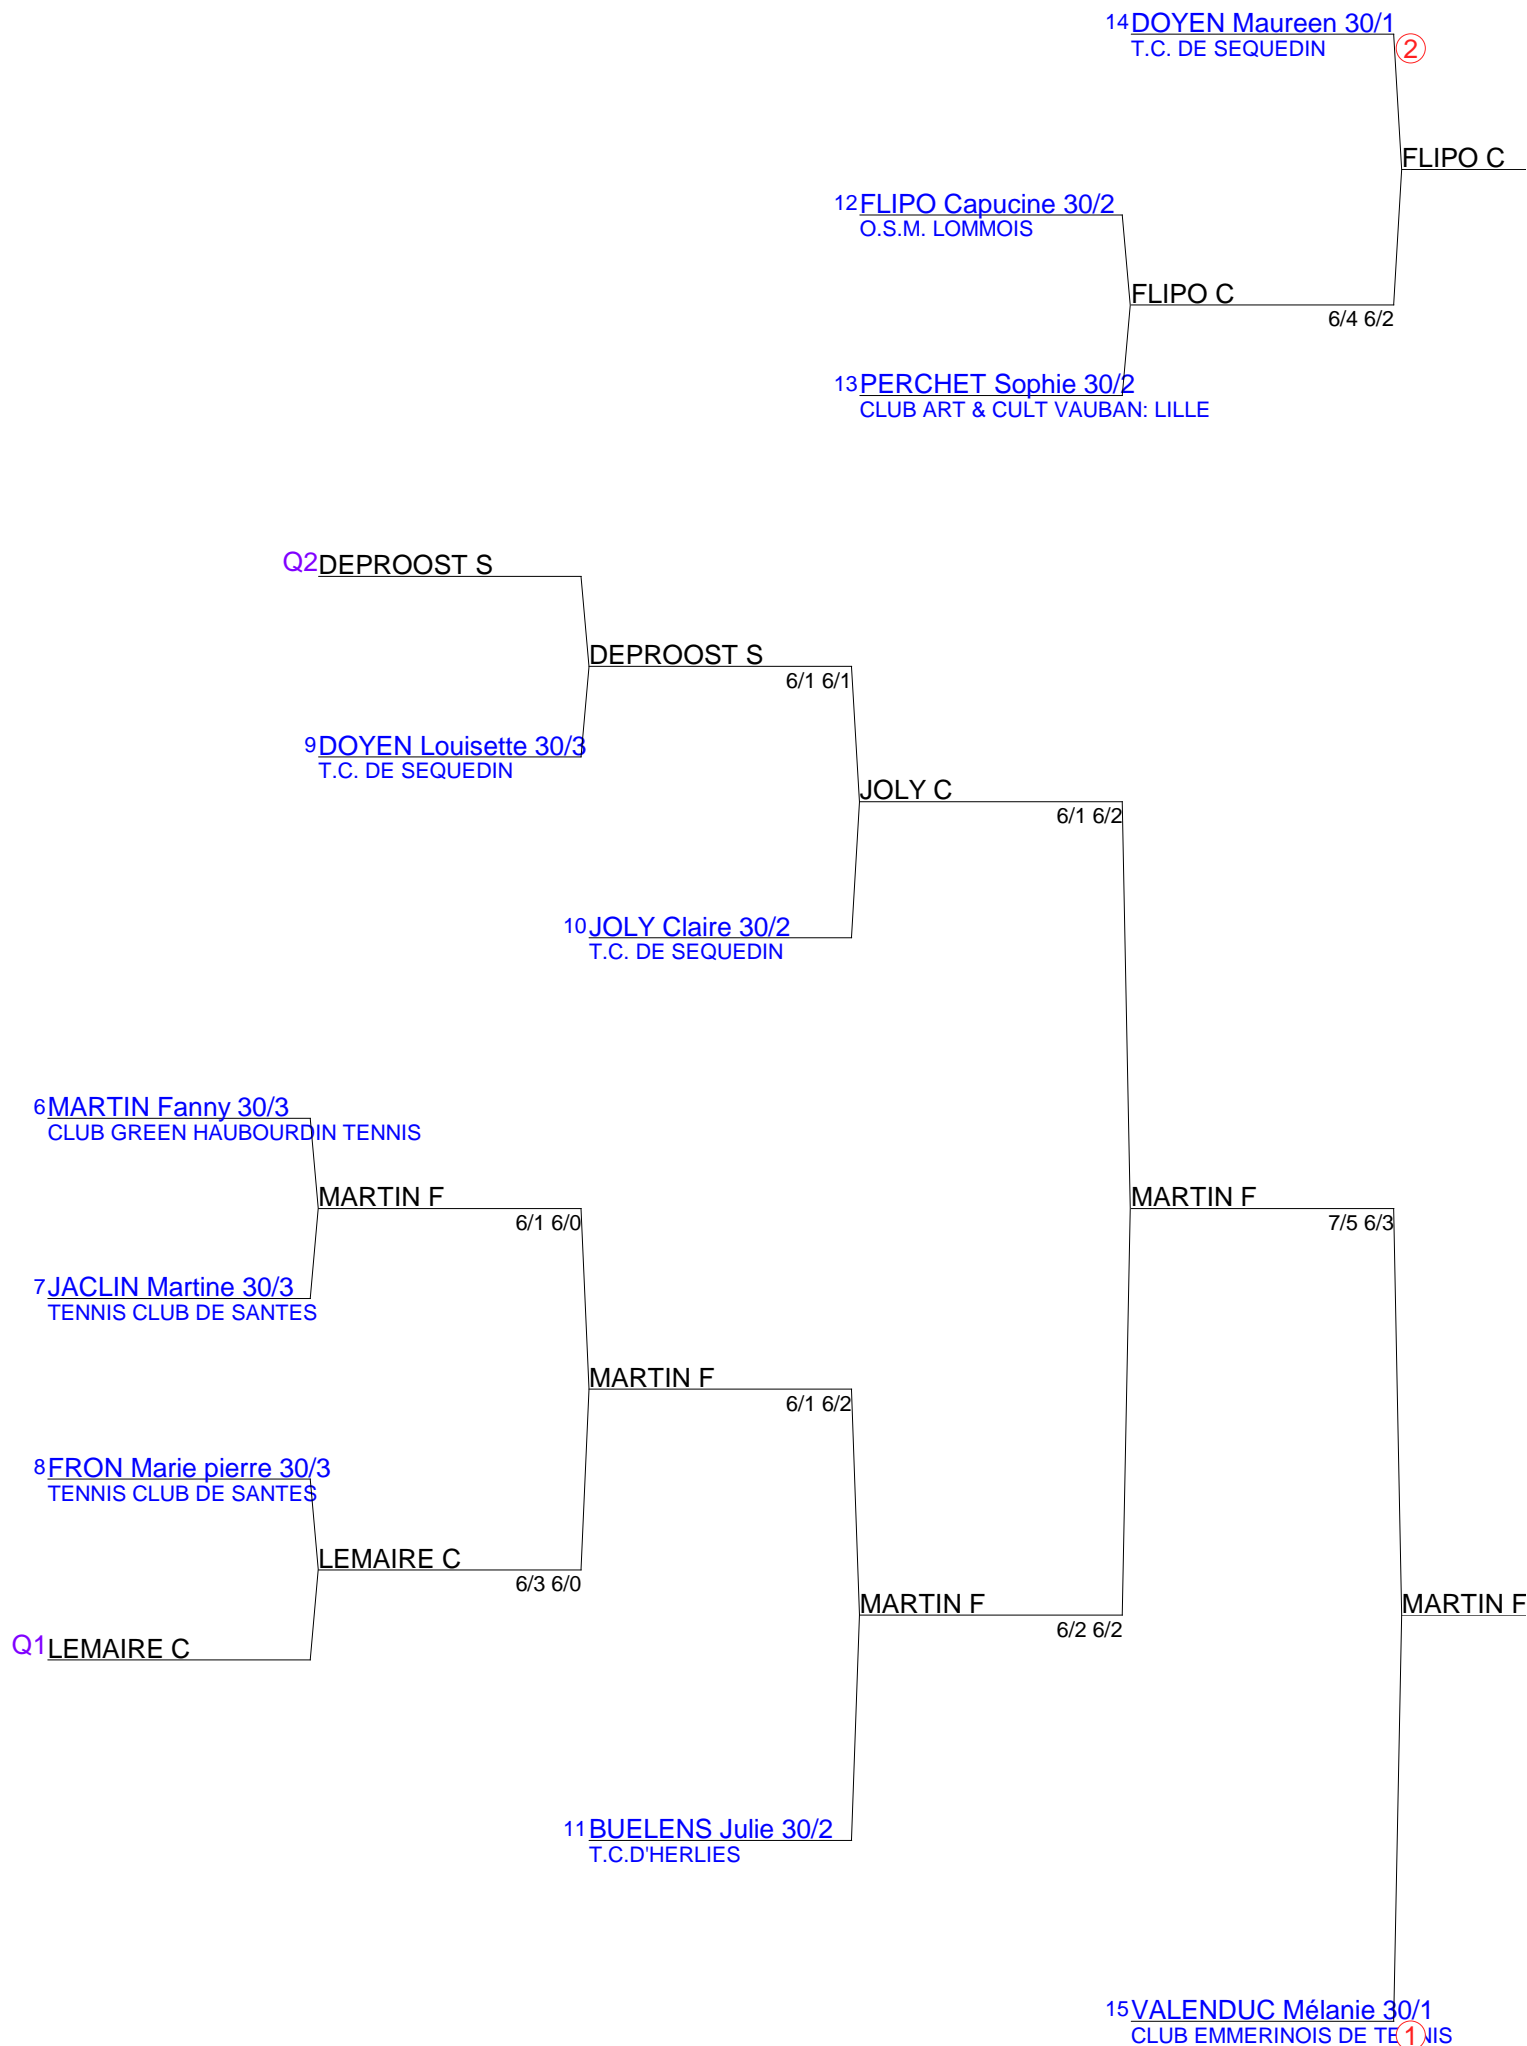 14 DOYEN Maureen 30/1
T.C. DE SEQUEDIN
2
FLIPO C
12 FLIPO Capucine 30/2
O.S.M. LOMMOIS
FLIPO C
6/4 6/2
13 PERCHET Sophie 30/2
CLUB ART & CULT VAUBAN: LILLE
Q2 DEPROOST S
DEPROOST S
6/1 6/1
9 DOYEN Louisette 30/3
T.C. DE SEQUEDIN
JOLY C
6/1 6/2
10 JOLY Claire 30/2
T.C. DE SEQUEDIN
6 MARTIN Fanny 30/3
CLUB GREEN HAUBOURDIN TENNIS
MARTIN F
6/1 6/0
MARTIN F
7/5 6/3
7 JACLIN Martine 30/3
TENNIS CLUB DE SANTES
MARTIN F
6/1 6/2
8 FRON Marie pierre 30/3
TENNIS CLUB DE SANTES
LEMAIRE C
6/3 6/0
MARTIN F
6/2 6/2
MARTIN F
Q1 LEMAIRE C
11 BUELENS Julie 30/2
T.C.D'HERLIES
15 VALENDUC Mélanie 30/1
CLUB EMMERINOIS DE TENNIS
1